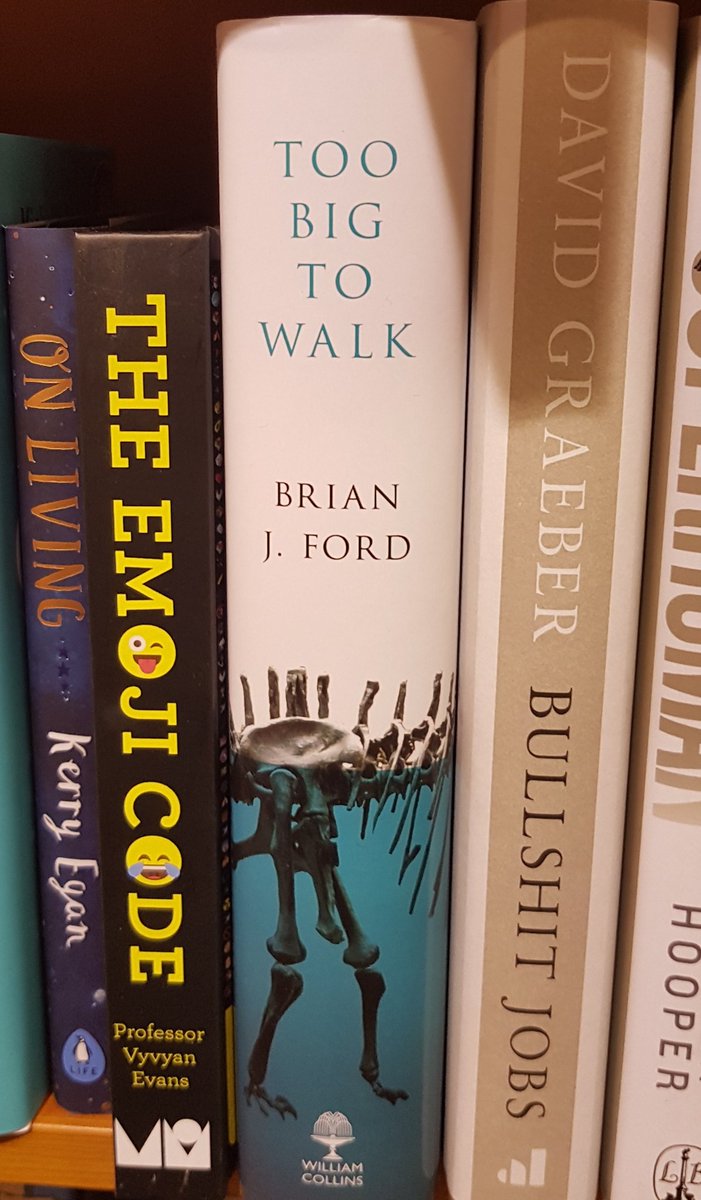 ON LIVING
Kerry Egan
LIFE
THE EMOJI CODE
Professor
Vyvyan
Evans
TOO
BIG
TO
WALK
BRIAN
J. FORD
WILLIAM
COLLINS
DAVID GRAEBER
BULLSHIT JOBS
HOOPER